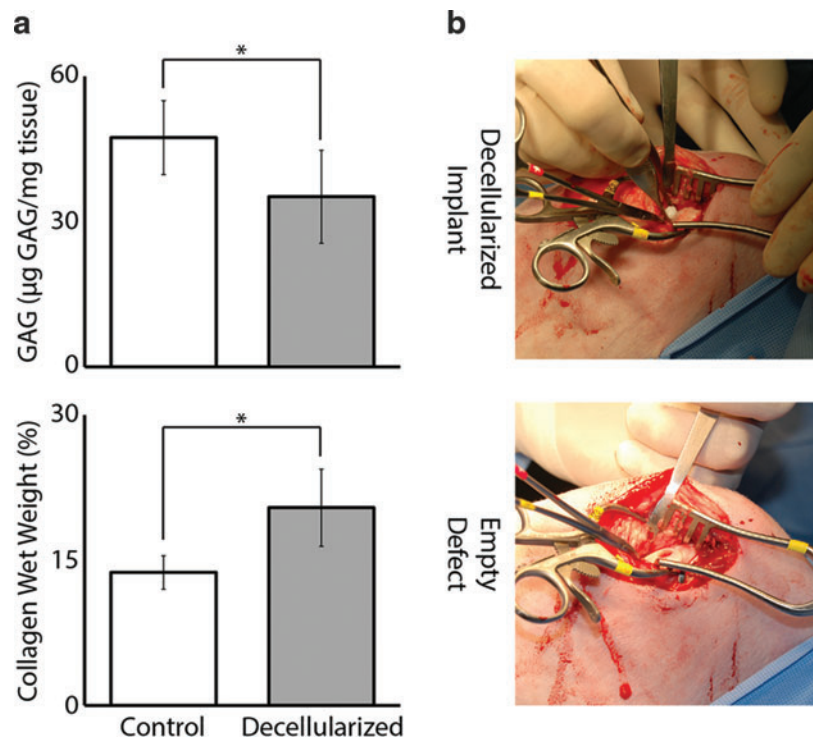 a
*
60
30
0
GAG (µg GAG/mg tissue)
*
30
15
0
Collagen Wet Weight (%)
Control Decellularized
b
Decellularized
Implant
Empty
Defect